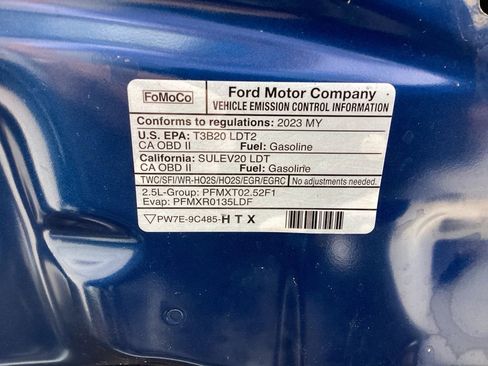 FoMoCo
Ford Motor Company
VEHICLE EMISSION CONTROL INFORMATION
Conforms to regulations: 2023 MY
U.S. EPA: T3B20 LDT2
CA OBD II Fuel: Gasoline
California: SULEV20 LDT
CA OBD II Fuel: Gasoline
TWC/SFI/WR-HO2S/HO2S/EGR/EGRC No adjustments needed.
2.5L-Group: PFMXT02.52F1
Evap: PFMXR0135LDF
PW7E-9C485-HTX